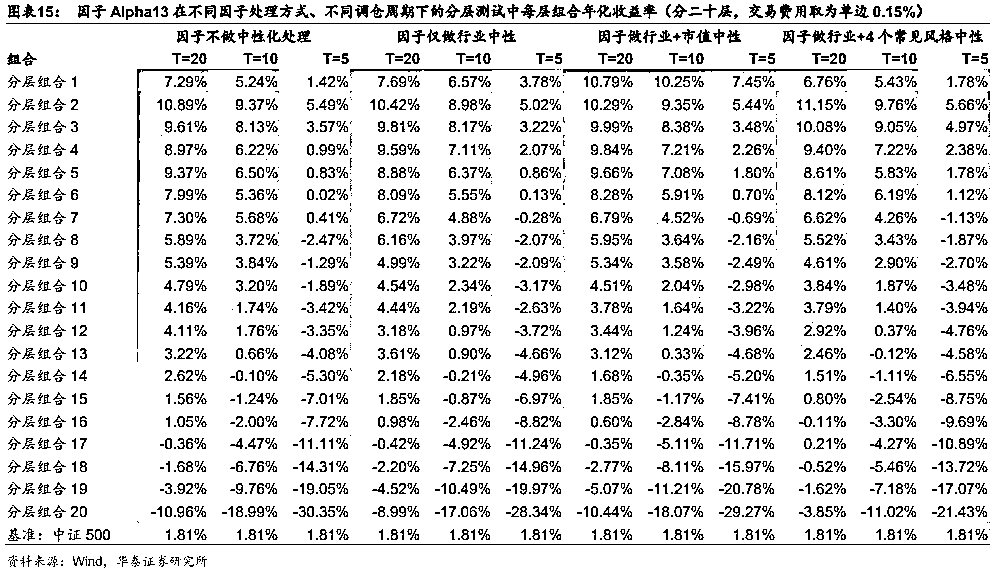 图表15： 因子 Alpha13 在不同因子处理方式、不同调仓周期下的分层测试中每层组合年化收益率（分二十层，交易费用取为单边 0.15%）
因子不做中性化处理 因子仅做行业中性 因子做行业+市值中性 因子做行业+4个常见风格中性
组合 T=20 T=10 T=5 T=20 T=10 T=5 T=20 T=10 T=5 T=20 T=10 T=5
分层组合 1 7.29% 5.24% 1.42% 7.69% 6.57% 3.78% 10.79% 10.25% 7.45% 6.76% 5.43% 1.78%
分层组合 2 10.89% 9.37% 5.49% 10.42% 8.98% 5.02% 10.29% 9.35% 5.44% 11.15% 9.76% 5.66%
分层组合 3 9.61% 8.13% 3.57% 9.81% 8.17% 3.22% 9.99% 8.38% 3.48% 10.08% 9.05% 4.97%
分层组合 4 8.97% 6.22% 0.99% 9.59% 7.11% 2.07% 9.84% 7.21% 2.26% 9.40% 7.22% 2.38%
分层组合 5 9.37% 6.50% 0.83% 8.88% 6.37% 0.86% 9.66% 7.08% 1.80% 8.61% 5.83% 1.78%
分层组合 6 7.99% 5.36% 0.02% 8.09% 5.55% 0.13% 8.28% 5.91% 0.70% 8.12% 6.19% 1.12%
分层组合 7 7.30% 5.68% 0.41% 6.72% 4.88% -0.28% 6.79% 4.52% -0.69% 6.62% 4.26% -1.13%
分层组合 8 5.89% 3.72% -2.47% 6.16% 3.97% -2.07% 5.95% 3.64% -2.16% 5.52% 3.43% -1.87%
分层组合 9 5.39% 3.84% -1.29% 4.99% 3.22% -2.09% 5.34% 3.58% -2.49% 4.61% 2.90% -2.70%
分层组合 10 4.79% 3.20% -1.89% 4.54% 2.34% -3.17% 4.51% 2.04% -2.98% 3.84% 1.87% -3.48%
分层组合 11 4.16% 1.74% -3.42% 4.44% 2.19% -2.63% 3.78% 1.64% -3.22% 3.79% 1.40% -3.94%
分层组合 12 4.11% 1.76% -3.35% 3.18% 0.97% -3.72% 3.44% 1.24% -3.96% 2.92% 0.37% -4.76%
分层组合 13 3.22% 0.66% -4.08% 3.61% 0.90% -4.66% 3.12% 0.33% -4.68% 2.46% -0.12% -4.58%
分层组合 14 2.62% -0.10% -5.30% 2.18% -0.21% -4.96% 1.68% -0.35% -5.20% 1.51% -1.11% -6.55%
分层组合 15 1.56% -1.24% -7.01% 1.85% -0.87% -6.97% 1.85% -1.17% -7.41% 0.80% -2.54% -8.75%
分层组合 16 1.05% -2.00% -7.72% 0.98% -2.46% -8.82% 0.60% -2.84% -8.78% -0.11% -3.30% -9.69%
分层组合 17 -0.36% -4.47% -11.11% -0.42% -4.92% -11.24% -0.35% -5.11% -11.71% 0.21% -4.27% -10.89%
分层组合 18 -1.68% -6.76% -14.31% -2.20% -7.25% -14.96% -2.77% -8.11% -15.97% -0.52% -5.46% -13.72%
分层组合 19 -3.92% -9.76% -19.05% -4.52% -10.49% -19.97% -5.07% -11.21% -20.78% -1.62% -7.18% -17.07%
分层组合 20 -10.96% -18.99% -30.35% -8.99% -17.06% -28.34% -10.44% -18.07% -29.27% -3.85% -11.02% -21.43%
基准：中证 500 1.81% 1.81% 1.81% 1.81% 1.81% 1.81% 1.81% 1.81% 1.81% 1.81% 1.81% 1.81%
资料来源：Wind，华泰证券研究所